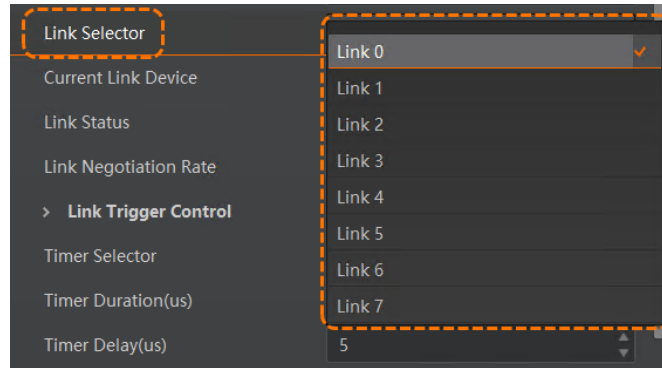 Link Selector
Link 0
Current Link Device
Link 1
Link Status
Link 2
Link Negotiation Rate
Link 3
> Link Trigger Control
Link 4
Link 5
Timer Selector
Link 6
Timer Duration(us)
Link 7
Timer Delay(us)
5